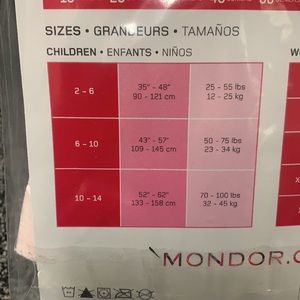 SIZES • GRANDEURS • TAMAÑOS
CHILDREN • ENFANTS • NIÑOS
2 - 6
35" - 48"
90 - 121 cm
25 - 55 lbs
12 - 25 kg
6 - 10
43" - 57"
109 - 145 cm
50 - 75 lbs
23 - 34 kg
10 - 14
52" - 62"
133 - 158 cm
70 - 100 lbs
32 - 45 kg
MONDOR.